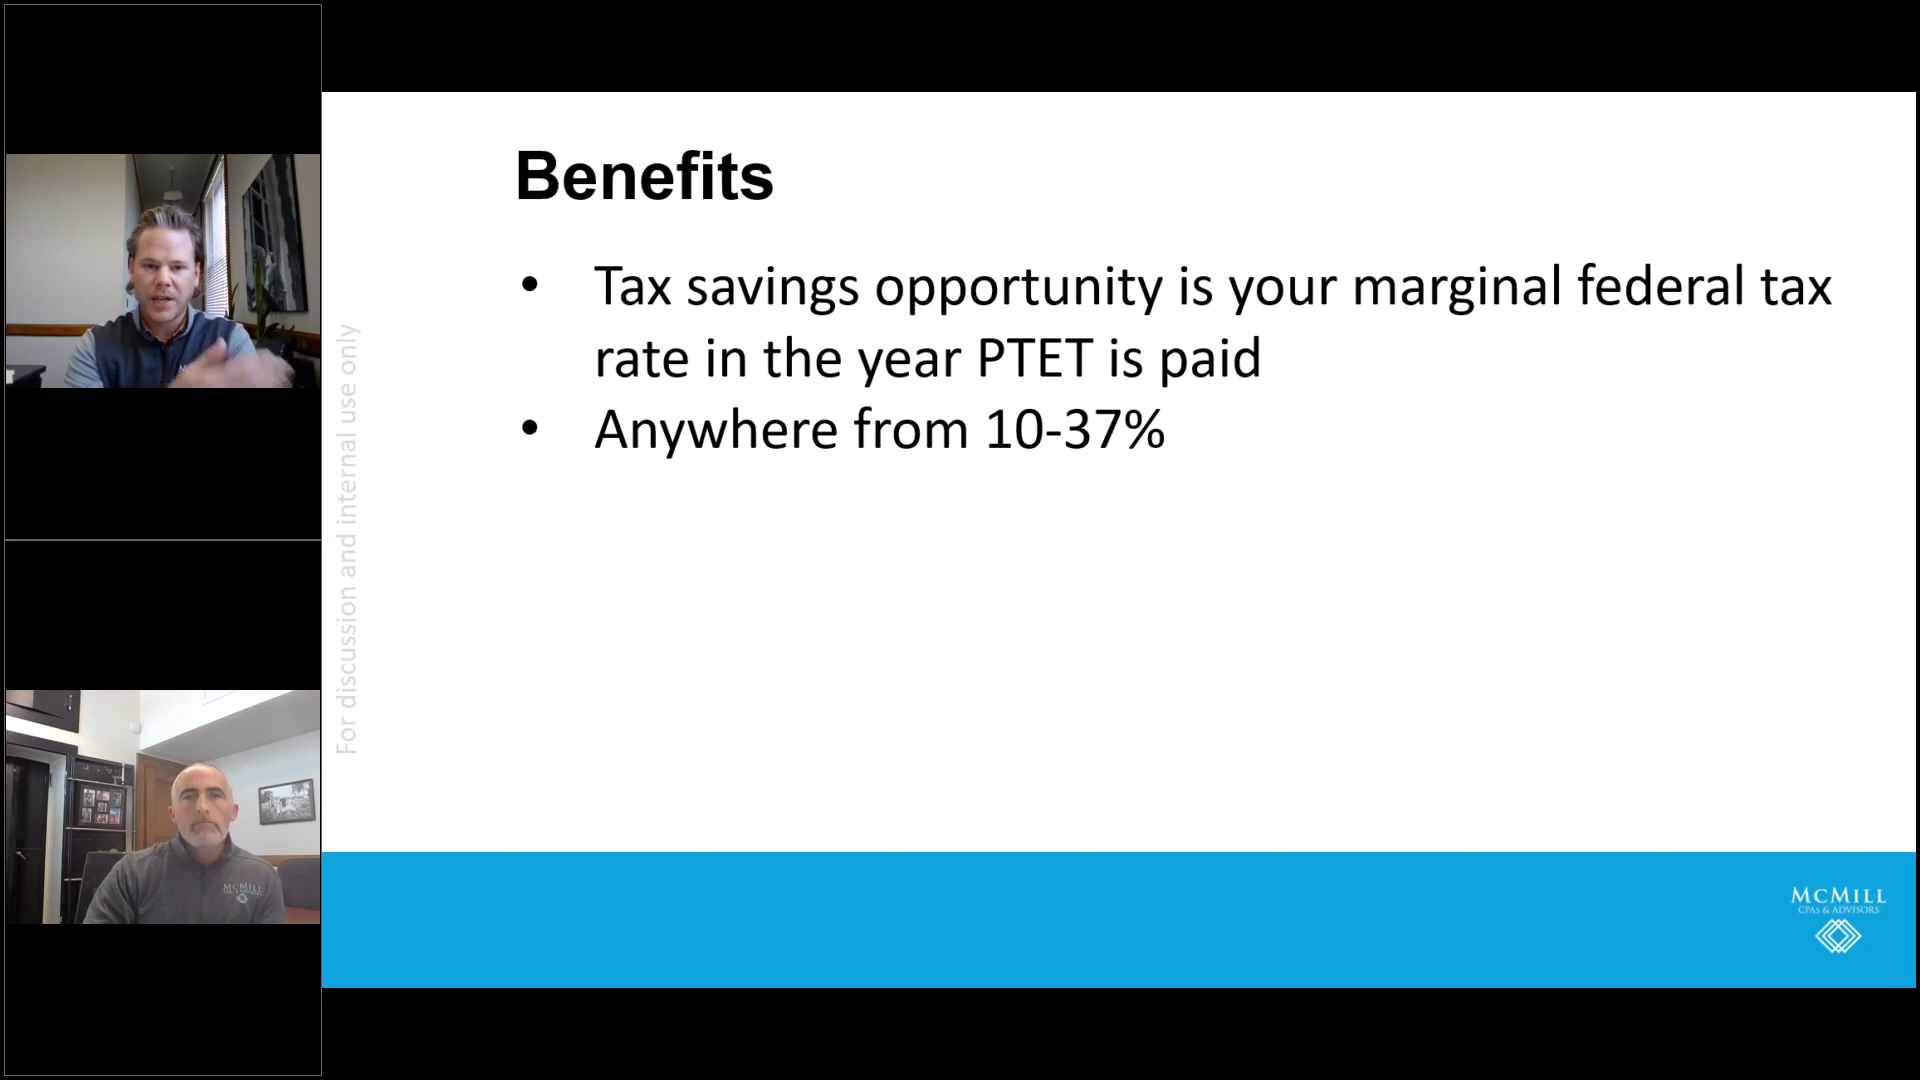 Benefits
• Tax savings opportunity is your marginal federal tax
rate in the year PTET is paid
• Anywhere from 10-37%
For discussion and internal use only
MCMILL
CPAS & ADVISORS
MCMILL